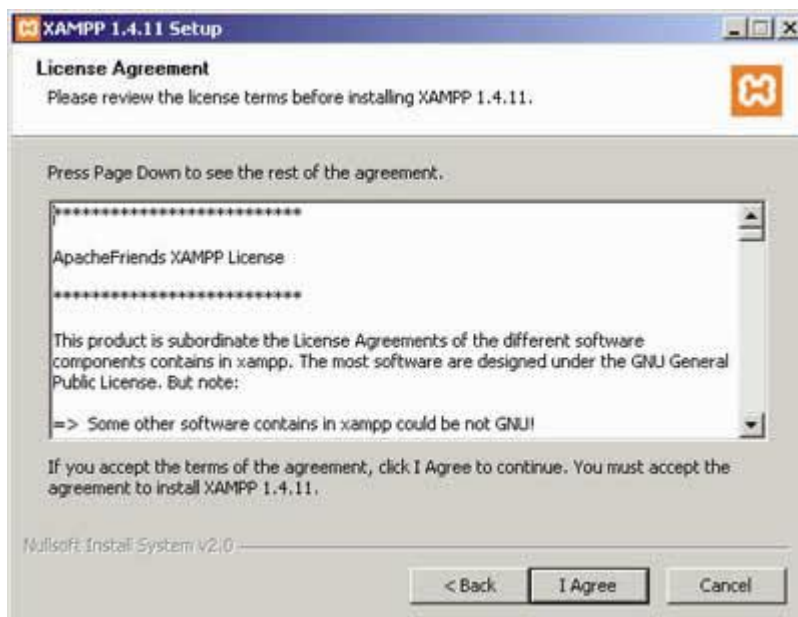 XAMPP 1.4.11 Setup
License Agreement
Please review the license terms before installing XAMPP 1.4.11.
Press Page Down to see the rest of the agreement.
***************************
ApacheFriends XAMPP License
***************************
This product is subordinate the License Agreements of the different software
components contains in xampp. The most software are designed under the GNU General
Public License. But note:
=> Some other software contains in xampp could be not GNU!
If you accept the terms of the agreement, click I Agree to continue. You must accept the
agreement to install XAMPP 1.4.11.
Nullsoft Install System v2.0
< Back
I Agree
Cancel